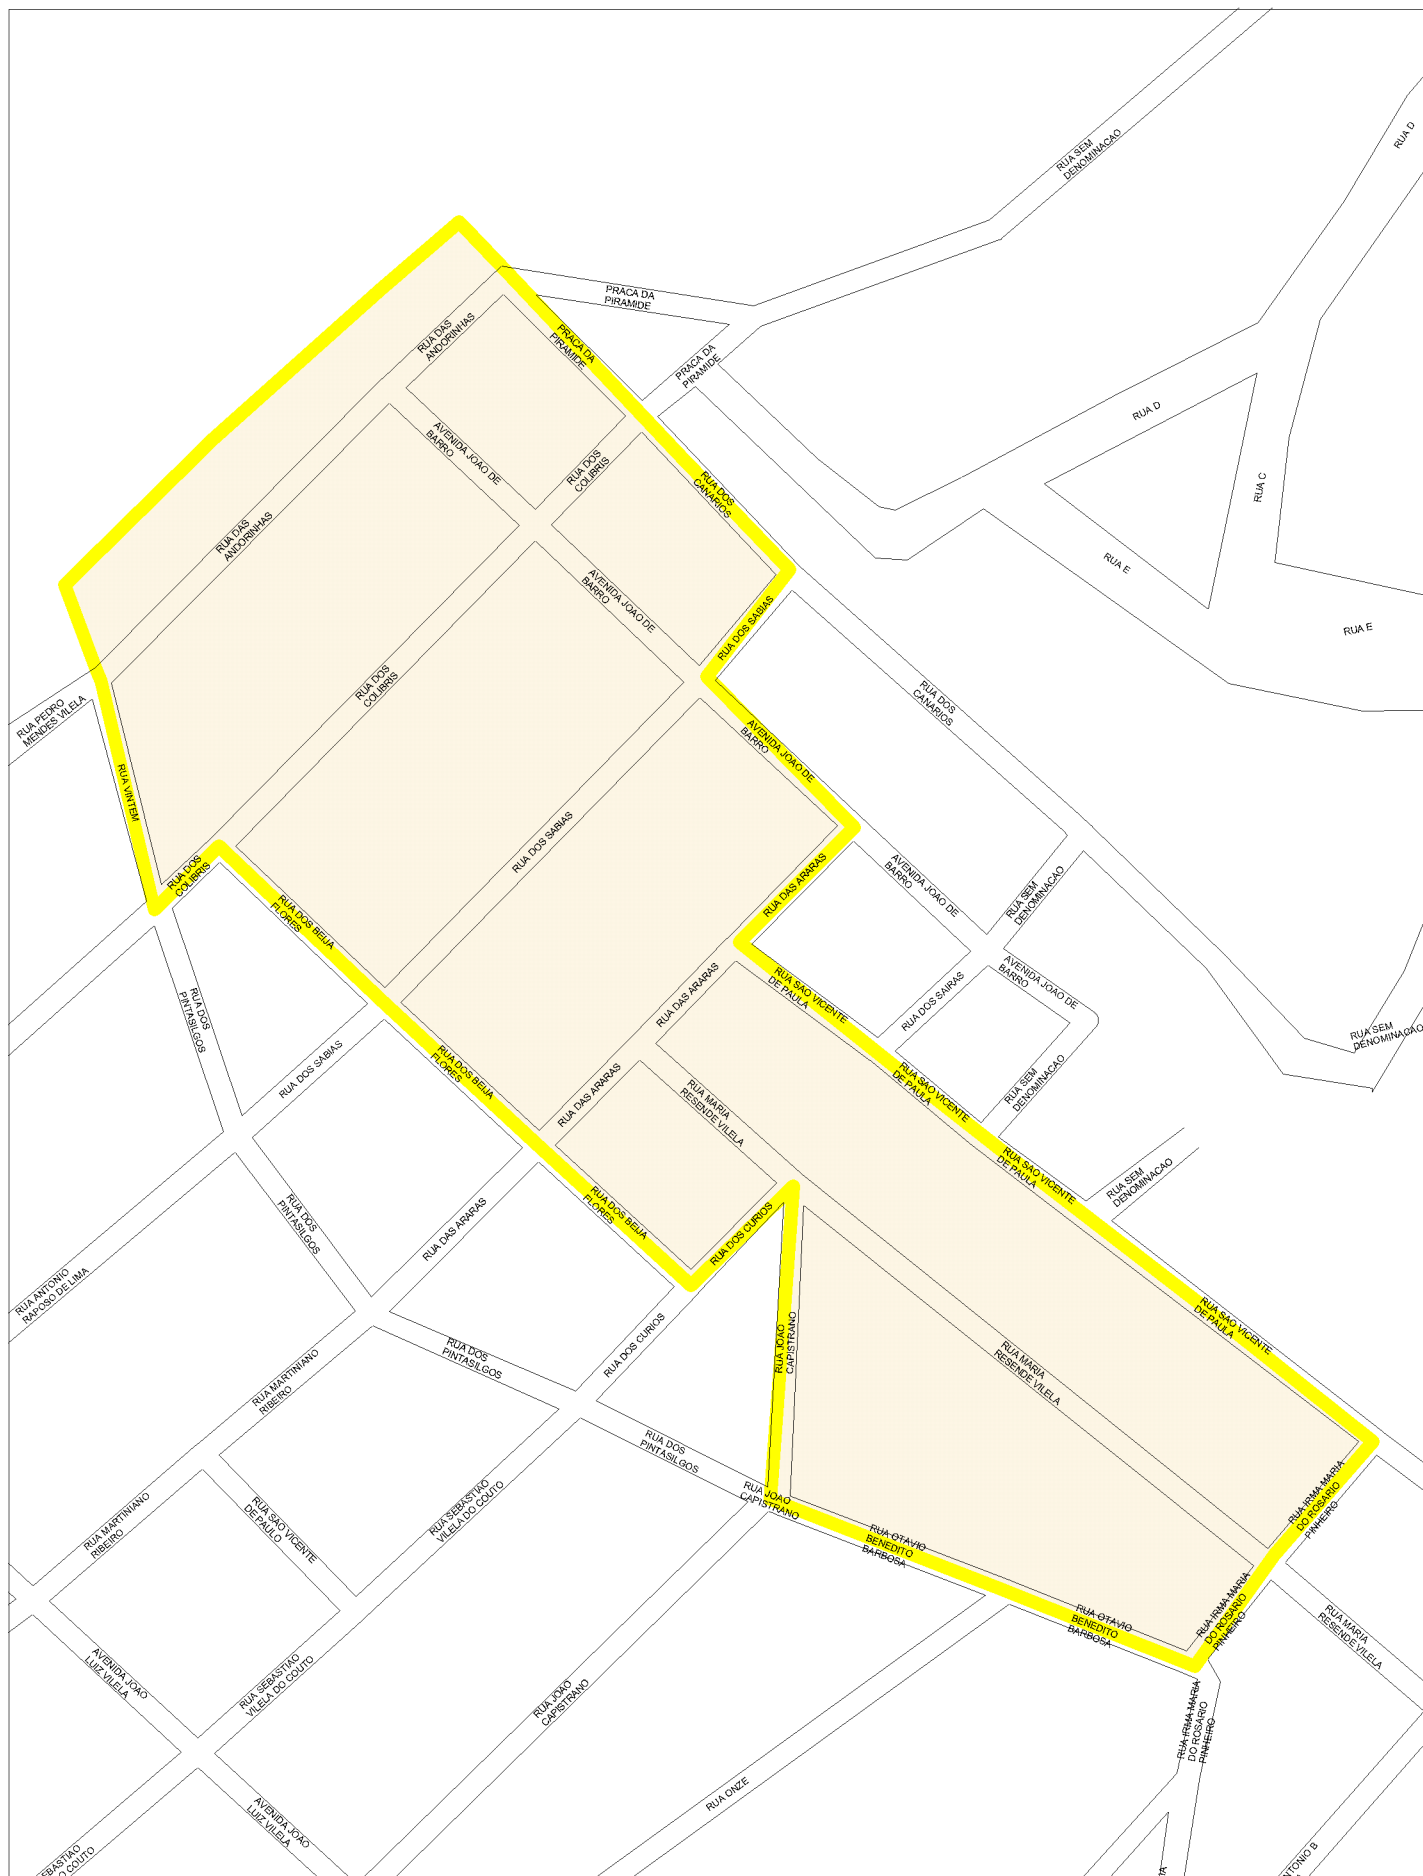 RUA D
RUA SEM
DENOMINACAO
PRACA DA
PIRAMIDE
RUA DAS
ANDORINHAS
PRACA DA
PIRAMIDE
PRACA DA
PIRAMIDE
RUA D
AVENIDA JOAO DE
BARRO
RUA DOS
COLIBRIS
RUA DOS
CANARIOS
RUA C
RUA DAS
ANDORINHAS
RUA E
AVENIDA JOAO DE
BARRO
RUA DOS SABIAS
RUA E
RUA DOS
COLIBRIS
RUA DOS
CANARIOS
RUA PEDRO
MENDES VILELA
AVENIDA JOAO DE
BARRO
RUA VINTEM
RUA DOS SABIAS
RUA DOS
COLIBRIS
RUA DAS ARARAS
AVENIDA JOAO DE
BARRO
RUA SEM
DENOMINACAO
RUA DOS BEIJA
FLORES
RUA DAS ARARAS
RUA SAO VICENTE
DE PAULA
RUA DOS SAIRAS
AVENIDA JOAO DE
BARRO
RUA DOS
PINTASILGOS
RUA SEM
DENOMINACAO
RUA DOS SABIAS
RUA DOS BEIJA
FLORES
RUA DAS ARARAS
RUA MARIA
RESENDE VILELA
RUA SAO VICENTE
DE PAULA
RUA SEM
DENOMINACAO
RUA SAO VICENTE
DE PAULA
RUA SEM
DENOMINACAO
RUA DOS
PINTASILGOS
RUA DAS ARARAS
RUA DOS BEIJA
FLORES
RUA DOS CURIOS
RUA ANTONIO
RAPOSO DE LIMA
RUA SAO VICENTE
DE PAULA
RUA DOS CURIOS
RUA JOAO
CAPISTRANO
RUA DOS
PINTASILGOS
RUA MARIA
RESENDE VILELA
RUA MARTINIANO
RIBEIRO
RUA DOS
PINTASILGOS
RUA MARTINIANO
RIBEIRO
RUA SAO VICENTE
DE PAULO
RUA SEBASTIAO
VILELA DO COUTO
RUA JOAO
CAPISTRANO
RUA OTAVIO
BENEDITO
BARBOSA
RUA IRMA MARIA
DO ROSARIO
PINHEIRO
RUA OTAVIO
BENEDITO
BARBOSA
RUA IRMA MARIA
DO ROSARIO
PINHEIRO
RUA MARIA
RESENDE VILELA
AVENIDA JOAO
LUIZ VILELA
RUA SEBASTIAO
VILELA DO COUTO
RUA JOAO
CAPISTRANO
RUA IRMA MARIA
DO ROSARIO
PINHEIRO
RUA ONZE
AVENIDA JOAO
LUIZ VILELA
EBASTIAO
O COUTO
NTONIO B